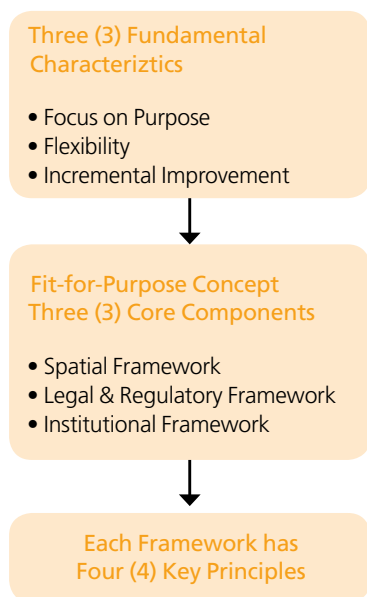 Three (3) Fundamental
Characteriztics
• Focus on Purpose
• Flexibility
• Incremental Improvement
Fit-for-Purpose Concept
Three (3) Core Components
• Spatial Framework
• Legal & Regulatory Framework
• Institutional Framework
Each Framework has
Four (4) Key Principles